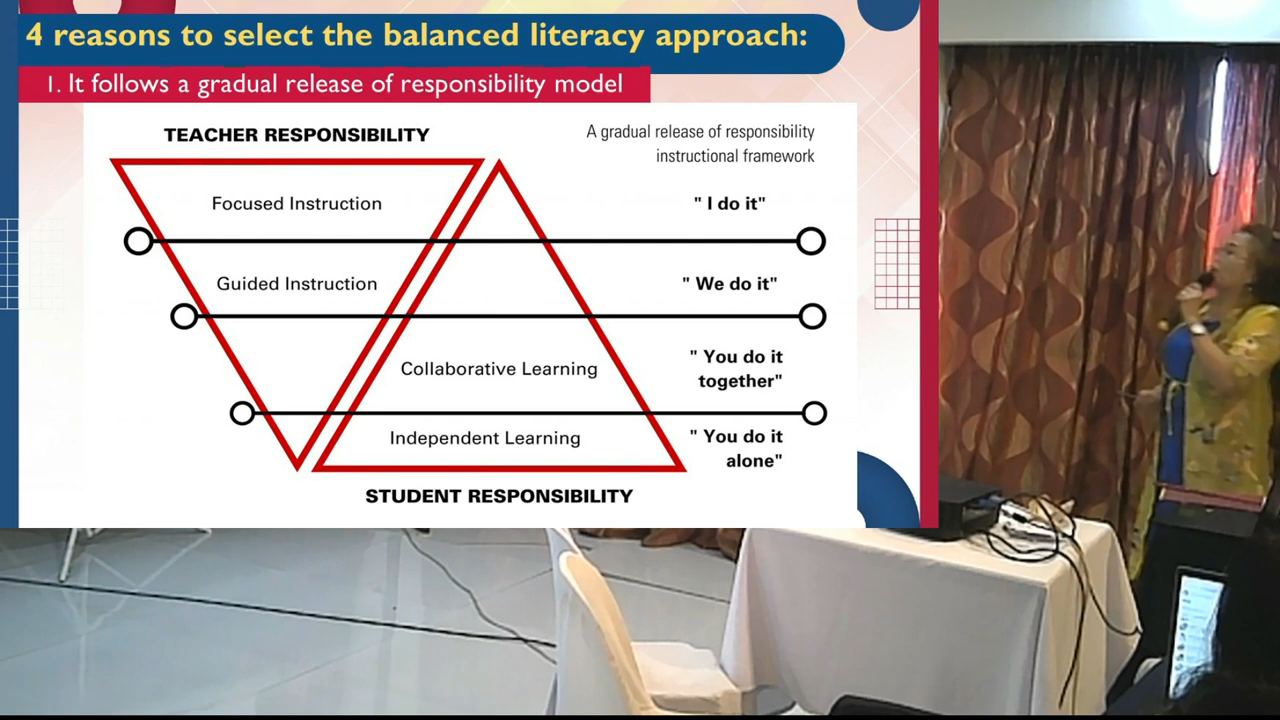 4 reasons to select the balanced literacy approach:
1. It follows a gradual release of responsibility model
TEACHER RESPONSIBILITY
A gradual release of responsibility
instructional framework
Focused Instruction
" I do it"
Guided Instruction
" We do it"
Collaborative Learning
" You do it
together"
Independent Learning
" You do it
alone"
STUDENT RESPONSIBILITY